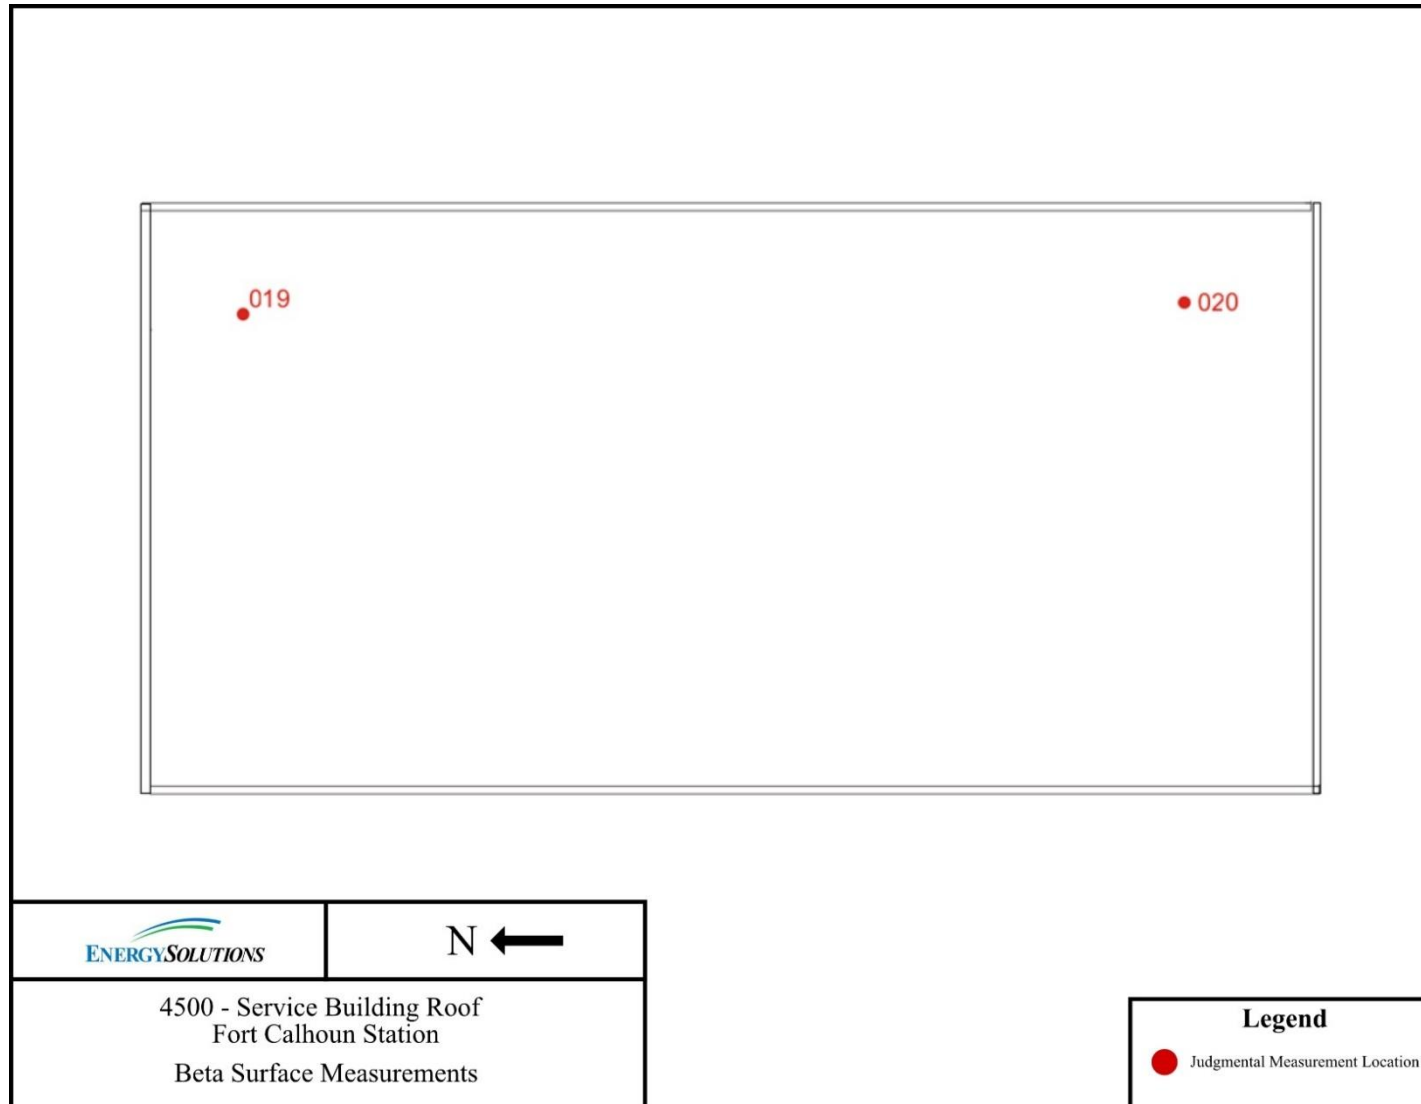 019
020
ENERGYSOLUTIONS
N
4500 - Service Building Roof
Fort Calhoun Station
Beta Surface Measurements
Legend
Judgmental Measurement Location